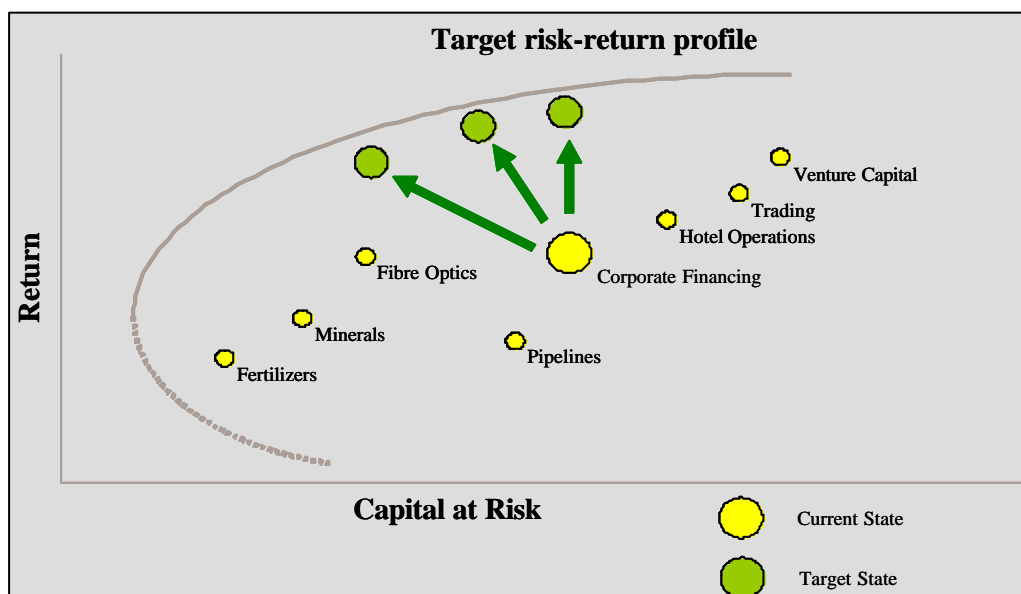 Target risk-return profile
Return
Venture Capital
Trading
Hotel Operations
Fibre Optics
Corporate Financing
Minerals
Pipelines
Fertilizers
Capital at Risk
Current State
Target State